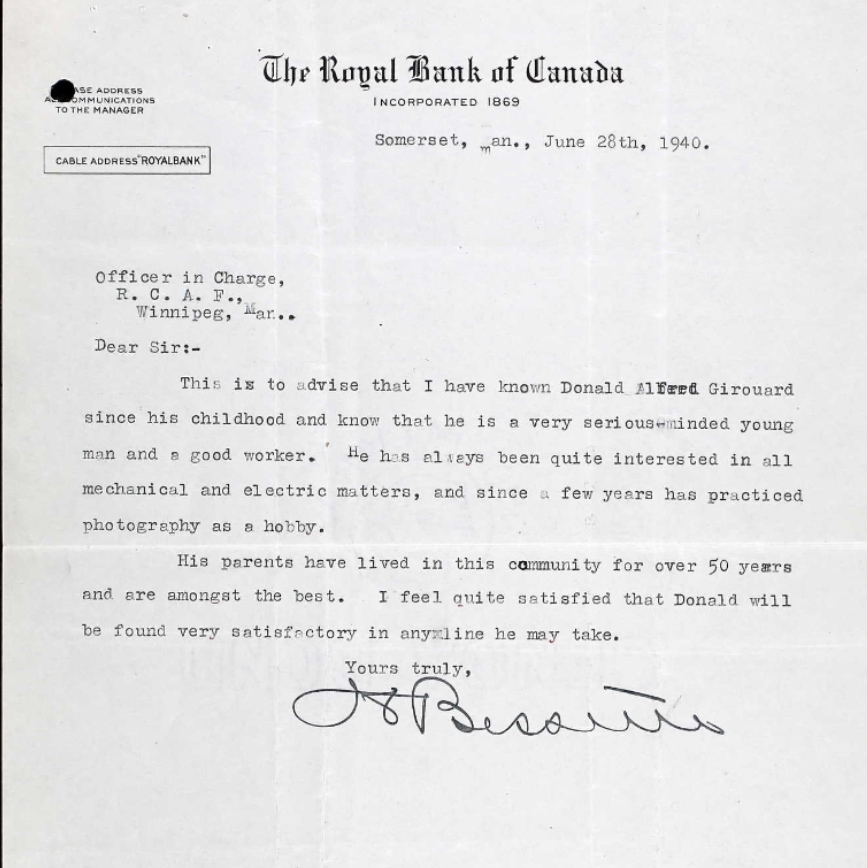 The Royal Bank of Canada
INCORPORATED 1869
ASE ADDRESS
OMMUNICATIONS
TO THE MANAGER
CABLE ADDRESS "ROYALBANK"
Somerset, man., June 28th, 1940.
Officer in Charge,
R. C. A. F.,
Winnipeg, Man..
Dear Sir:-
This is to advise that I have known Donald Alfred Girouard
since his childhood and know that he is a very serious-minded young
man and a good worker. He has always been quite interested in all
mechanical and electric matters, and since a few years has practiced
photography as a hobby.
His parents have lived in this community for over 50 years
and are amongst the best. I feel quite satisfied that Donald will
be found very satisfactory in any line he may take.
Yours truly,